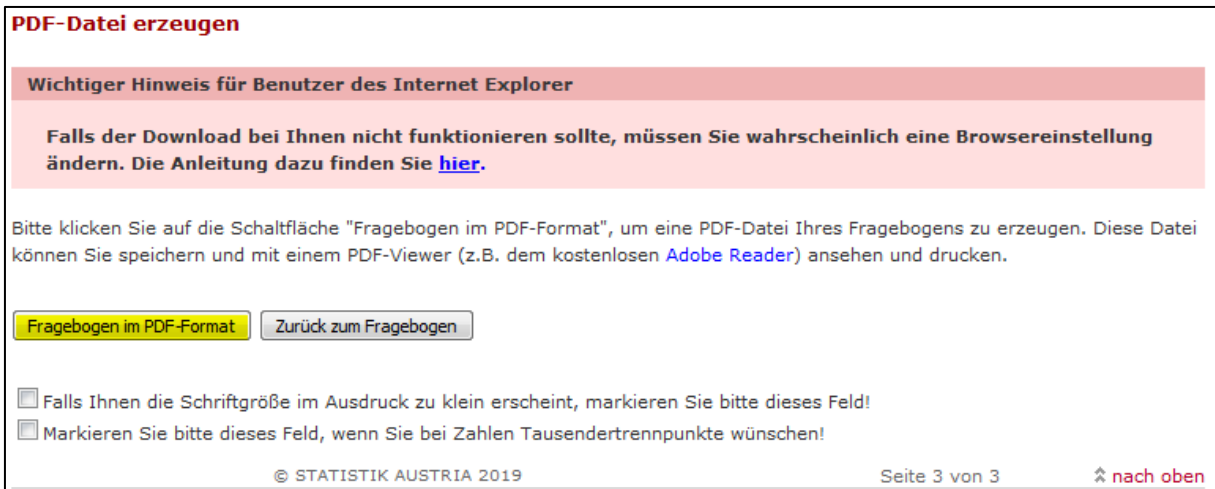 PDF-Datei erzeugen
Wichtiger Hinweis für Benutzer des Internet Explorer
Falls der Download bei Ihnen nicht funktionieren sollte, müssen Sie wahrscheinlich eine Browsereinstellung
ändern. Die Anleitung dazu finden Sie hier.
Bitte klicken Sie auf die Schaltfläche "Fragebogen im PDF-Format", um eine PDF-Datei Ihres Fragebogens zu erzeugen. Diese Datei
können Sie speichern und mit einem PDF-Viewer (z.B. dem kostenlosen Adobe Reader) ansehen und drucken.
Fragebogen im PDF-Format Zurück zum Fragebogen
Falls Ihnen die Schriftgröße im Ausdruck zu klein erscheint, markieren Sie bitte dieses Feld!
Markieren Sie bitte dieses Feld, wenn Sie bei Zahlen Tausendertrennpunkte wünschen!
© STATISTIK AUSTRIA 2019 Seite 3 von 3 nach oben